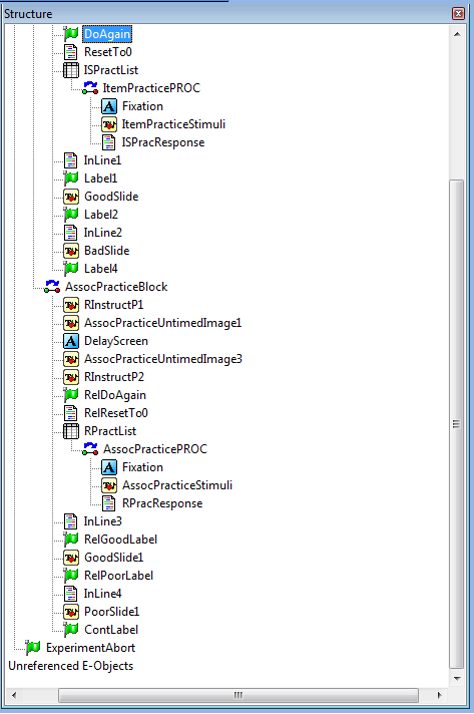 Structure
DoAgain
ResetTo0
ISPractList
ItemPracticePROC
Fixation
ItemPracticeStimuli
ISPracResponse
InLine1
Label1
GoodSlide
Label2
InLine2
BadSlide
Label4
AssocPracticeBlock
RInstructP1
AssocPracticeUntimedImage1
DelayScreen
AssocPracticeUntimedImage3
RInstructP2
RelDoAgain
RelResetTo0
RPractList
AssocPracticePROC
Fixation
AssocPracticeStimuli
RPracResponse
InLine3
RelGoodLabel
GoodSlide1
RelPoorLabel
InLine4
PoorSlide1
ContLabel
ExperimentAbort
Unreferenced E-Objects